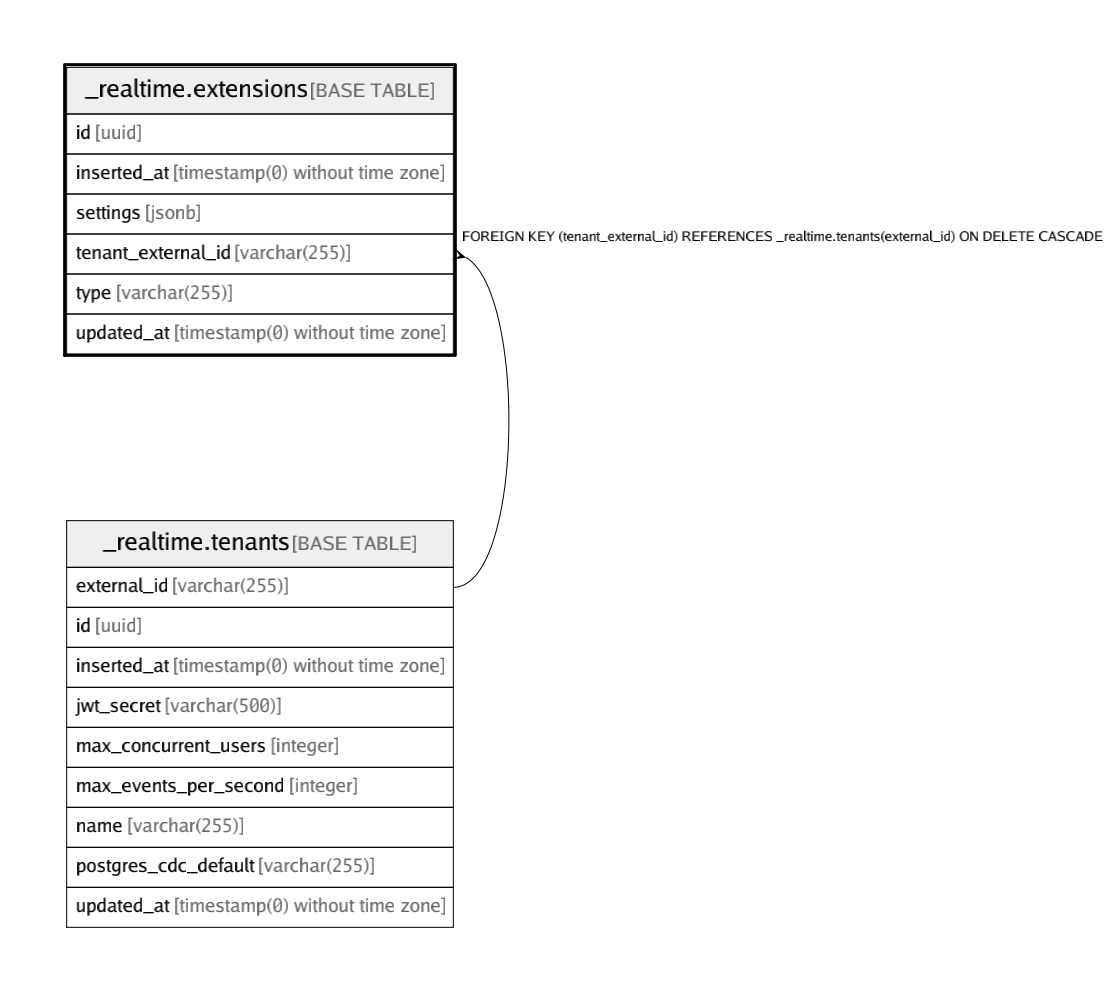 _realtime.extensions [BASE TABLE]
id [uuid]
inserted_at [timestamp(0) without time zone]
settings [jsonb]
tenant_external_id [varchar(255)]
type [varchar(255)]
updated_at [timestamp(0) without time zone]
FOREIGN KEY (tenant_external_id) REFERENCES _realtime.tenants(external_id) ON DELETE CASCADE
_realtime.tenants [BASE TABLE]
external_id [varchar(255)]
id [uuid]
inserted_at [timestamp(0) without time zone]
jwt_secret [varchar(500)]
max_concurrent_users [integer]
max_events_per_second [integer]
name [varchar(255)]
postgres_cdc_default [varchar(255)]
updated_at [timestamp(0) without time zone]